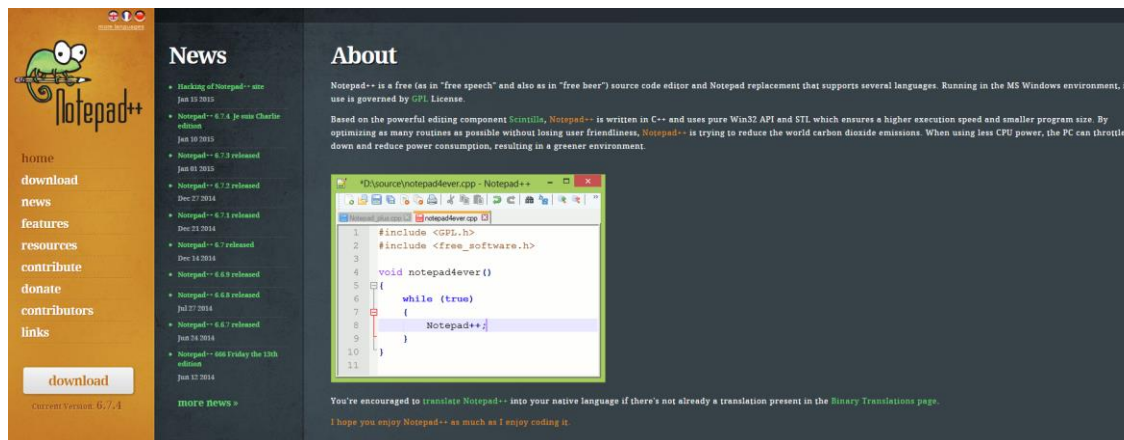 more languages
Notepad++
home
download
news
features
resources
contribute
donate
contributors
links
download
Current Version: 6.7.4
News
Hacking of Notepad++ site
Jan 15 2015
Notepad++ 6.7.4 Je suis Charlie
edition
Jan 10 2015
Notepad++ 6.7.3 released
Jan 01 2015
Notepad++ 6.7.2 released
Dec 27 2014
Notepad++ 6.7.1 released
Dec 21 2014
Notepad++ 6.7 released
Dec 14 2014
Notepad++ 6.6.9 released
Notepad++ 6.6.8 released
Jul 27 2014
Notepad++ 6.6.7 released
Jun 24 2014
Notepad++ 666 Friday the 13th
edition
Jun 12 2014
more news »
About
Notepad++ is a free (as in "free speech" and also as in "free beer") source code editor and Notepad replacement that supports several languages. Running in the MS Windows environment,
use is governed by GPL License.
Based on the powerful editing component Scintilla, Notepad++ is written in C++ and uses pure Win32 API and STL which ensures a higher execution speed and smaller program size. By
optimizing as many routines as possible without losing user friendliness, Notepad++ is trying to reduce the world carbon dioxide emissions. When using less CPU power, the PC can throttle
down and reduce power consumption, resulting in a greener environment.
*D:\source\notepad4ever.cpp - Notepad++
Notepad_plus.cpp notepad4ever.cpp
1 #include <GPL.h>
2 #include <free_software.h>
3
4 void notepad4ever()
5 {
6 while (true)
7 {
8 Notepad++;
9 }
10 }
11
You're encouraged to translate Notepad++ into your native language if there's not already a translation present in the Binary Translations page.
I hope you enjoy Notepad++ as much as I enjoy coding it.